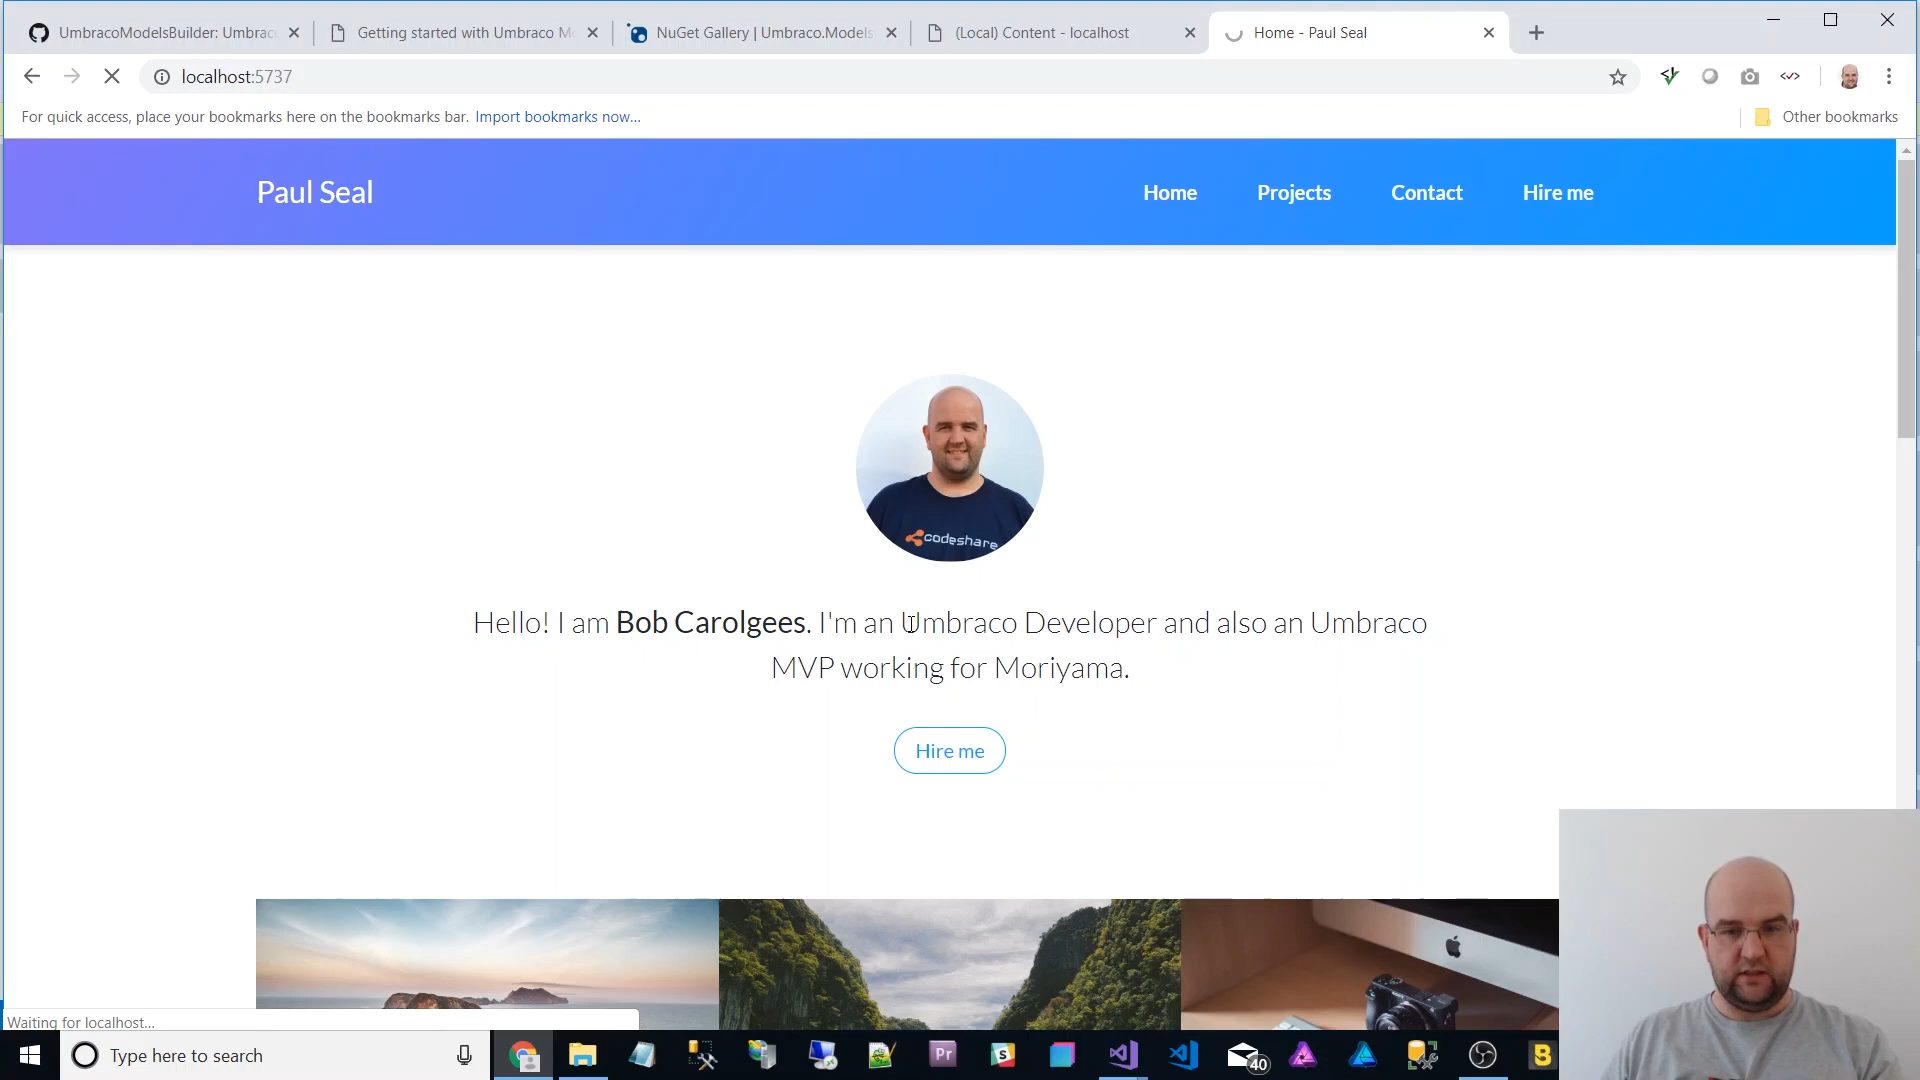 UmbracoModelsBuilder: Umbrac
Getting started with Umbraco M
NuGet Gallery | Umbraco.Models
(Local) Content - localhost
Home - Paul Seal
localhost:5737
For quick access, place your bookmarks here on the bookmarks bar. Import bookmarks now...
Other bookmarks
Paul Seal
Home
Projects
Contact
Hire me
codeshare
Hello! I am Bob Carolgees. I'm an Umbraco Developer and also an Umbraco
MVP working for Moriyama.
Hire me
Waiting for localhost...
Type here to search
Pr
S
40
B